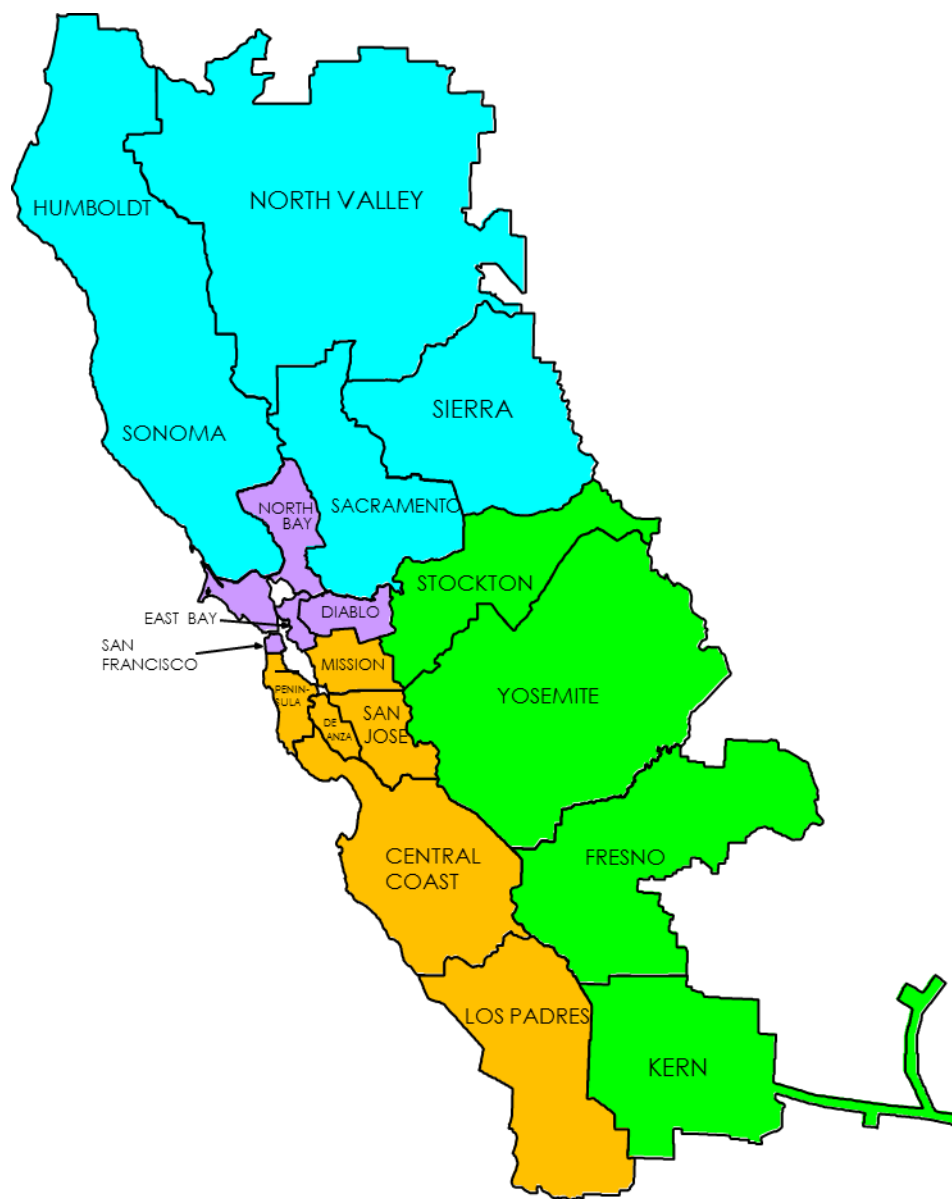 HUMBOLDT
NORTH VALLEY
SIERRA
SONOMA
NORTH
BAY
SACRAMENTO
STOCKTON
EAST BAY
DIABLO
SAN
FRANCISCO
MISSION
PENIN-
SULA
DE
ANZA
SAN
JOSE
YOSEMITE
CENTRAL
COAST
FRESNO
LOS PADRES
KERN